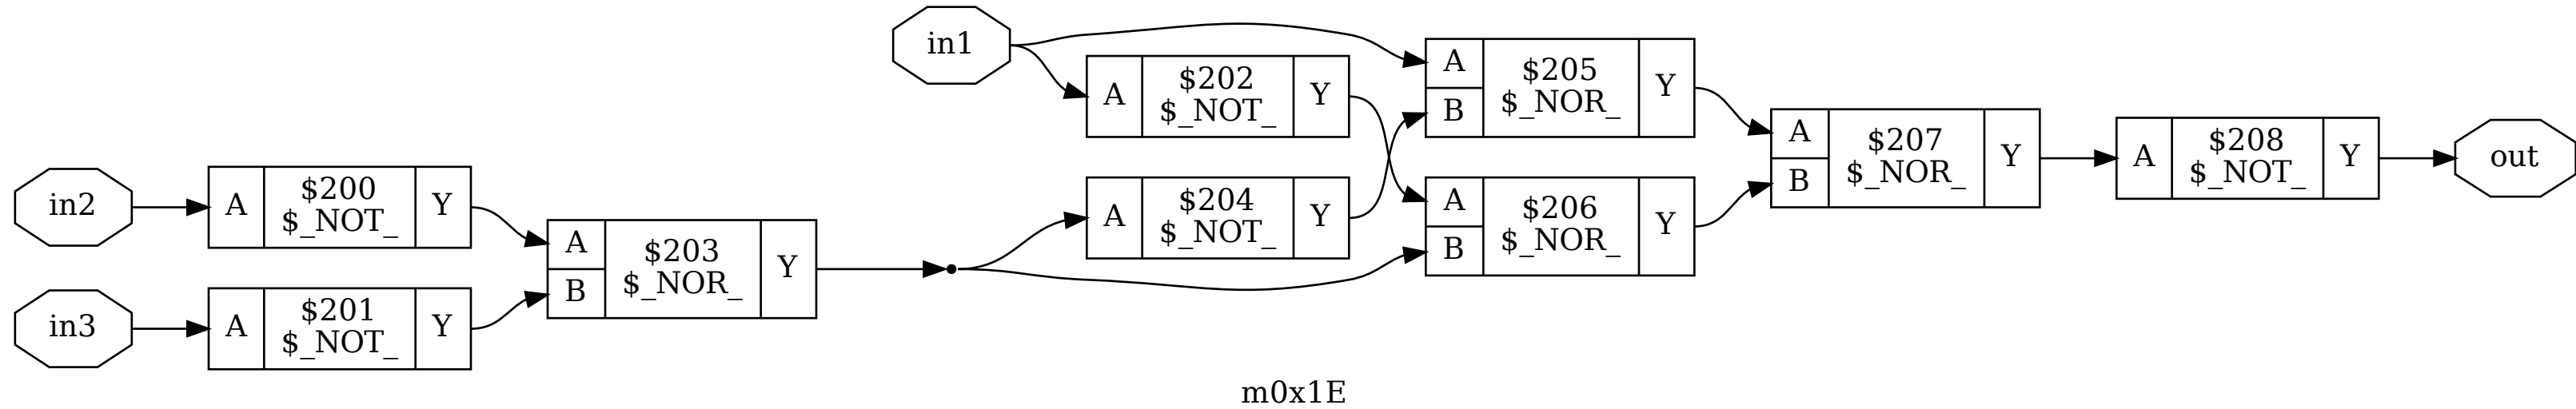 in1
A
$202
$_NOT_
Y
A
B
$205
$_NOR_
Y
in2
A
$200
$_NOT_
Y
in3
A
$201
$_NOT_
Y
A
B
$203
$_NOR_
Y
A
$204
$_NOT_
Y
A
B
$206
$_NOR_
Y
A
B
$207
$_NOR_
Y
A
$208
$_NOT_
Y
out
m0x1E